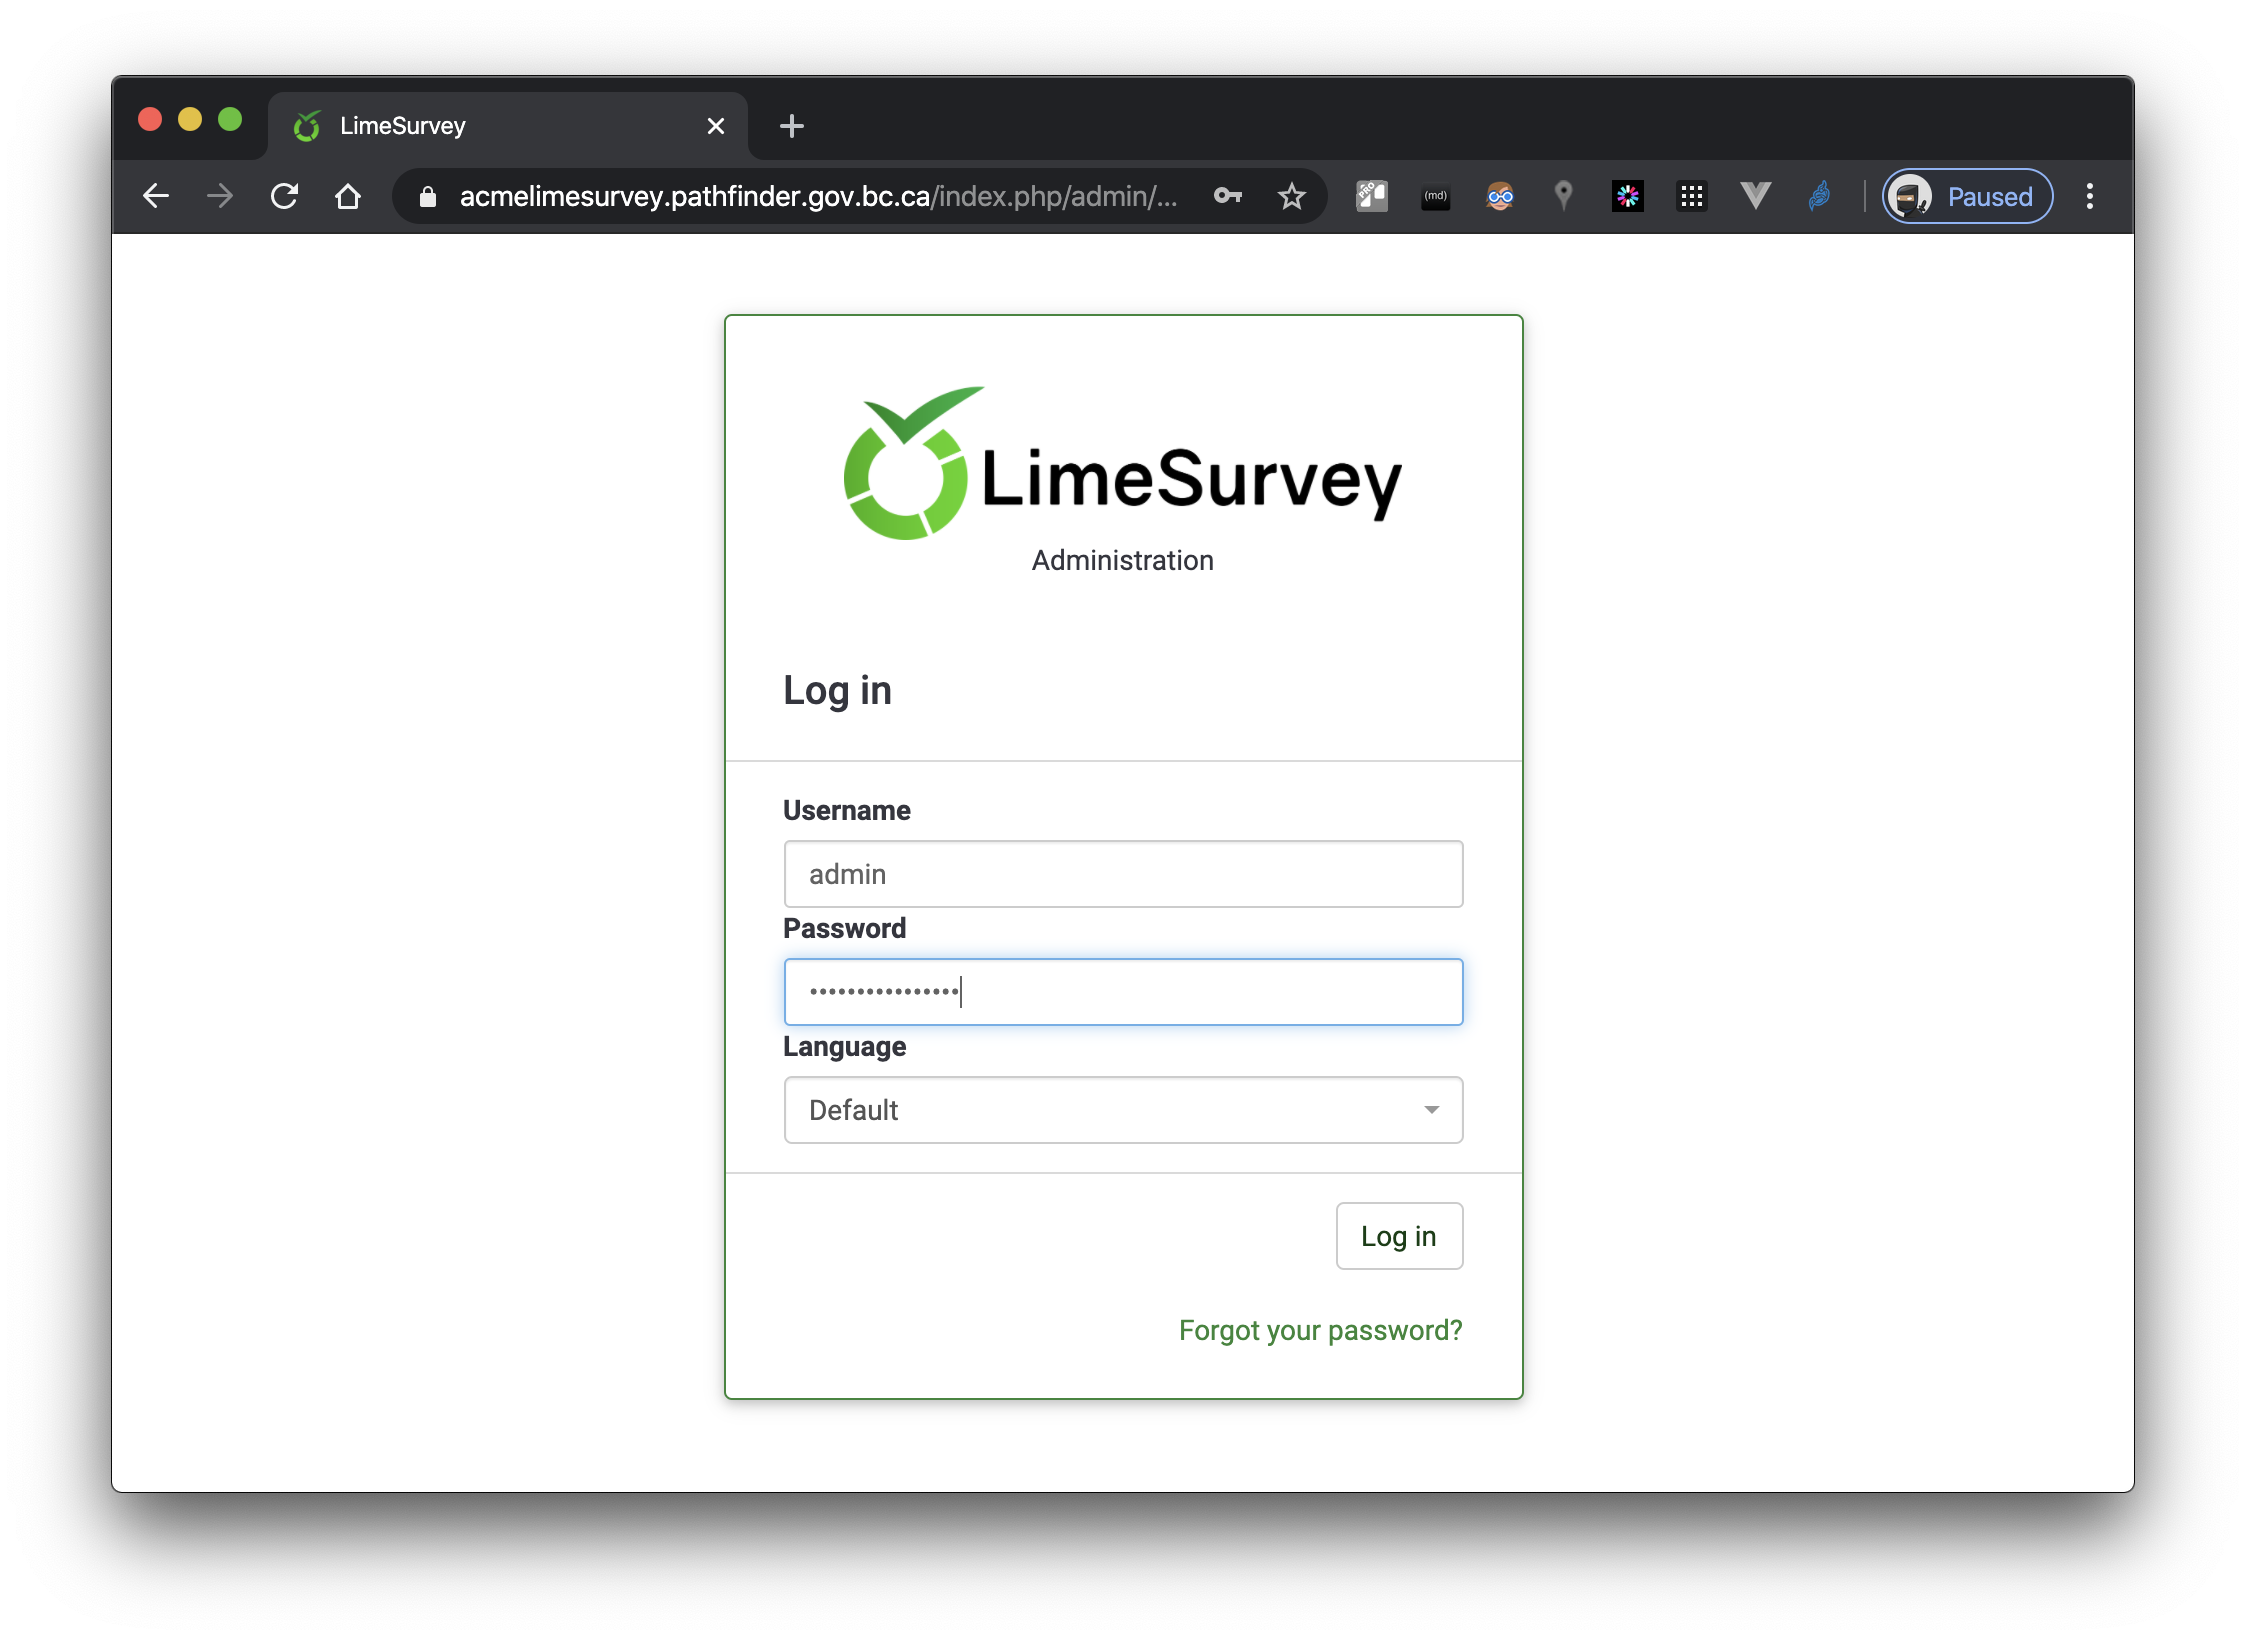 LimeSurvey
acmelimesurvey.pathfinder.gov.bc.ca/index.php/admin/...
PRO
(md)
Paused
LimeSurvey
Administration
Log in
Username
admin
Password
••••••••••••••••
Language
Default
Log in
Forgot your password?